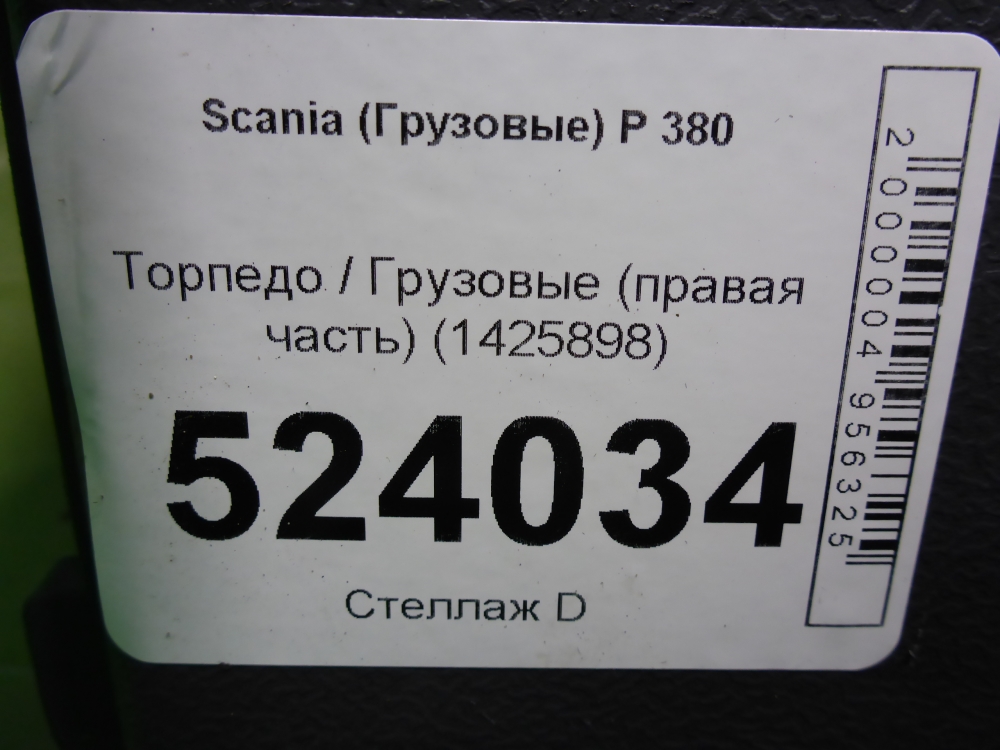 Scania (Грузовые) P 380
Торпедо / Грузовые (правая
часть) (1425898)
524034
Стеллаж D
2000004956325